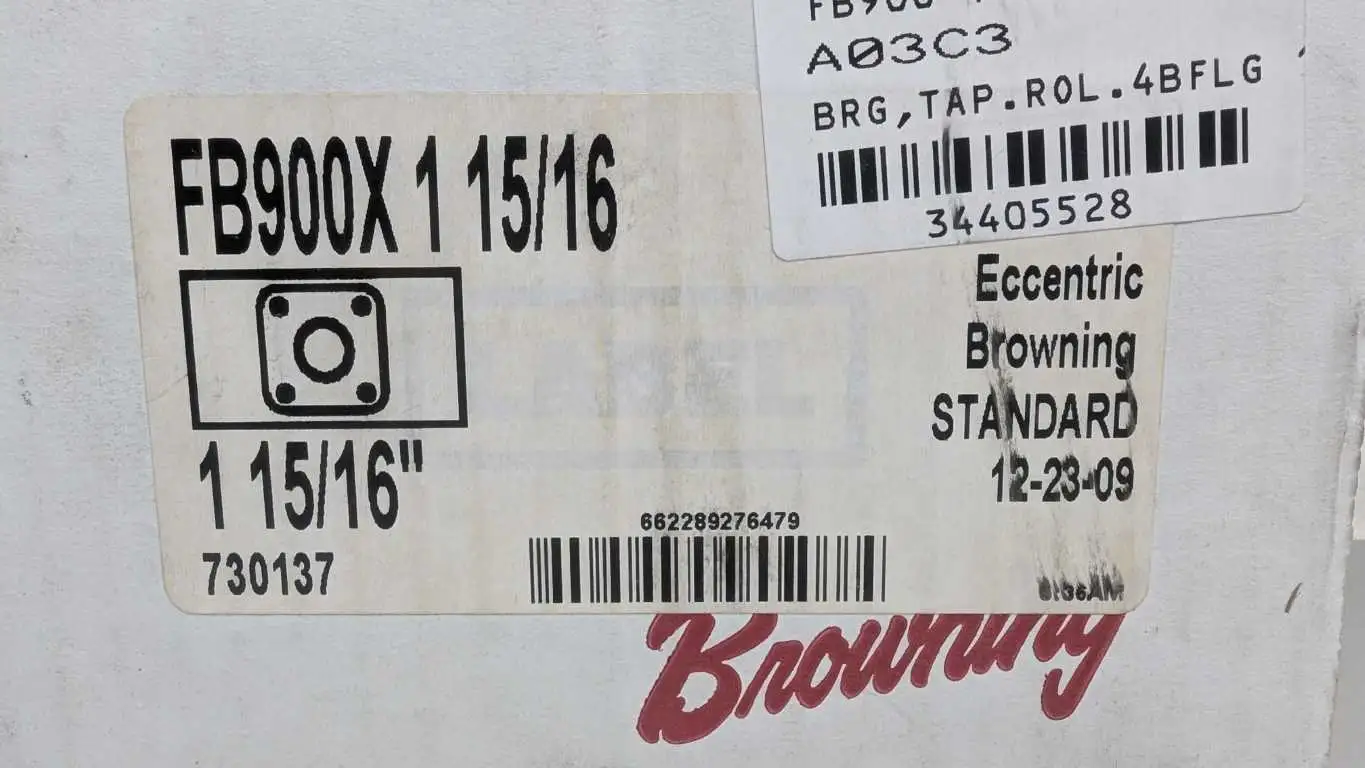 FB900
A03C3
BRG,TAP.ROL.4BFLG
34405528
FB900X 1 15/16
Eccentric
Browning
STANDARD
12-23-09
1 15/16"
730137
662289276479
Browning